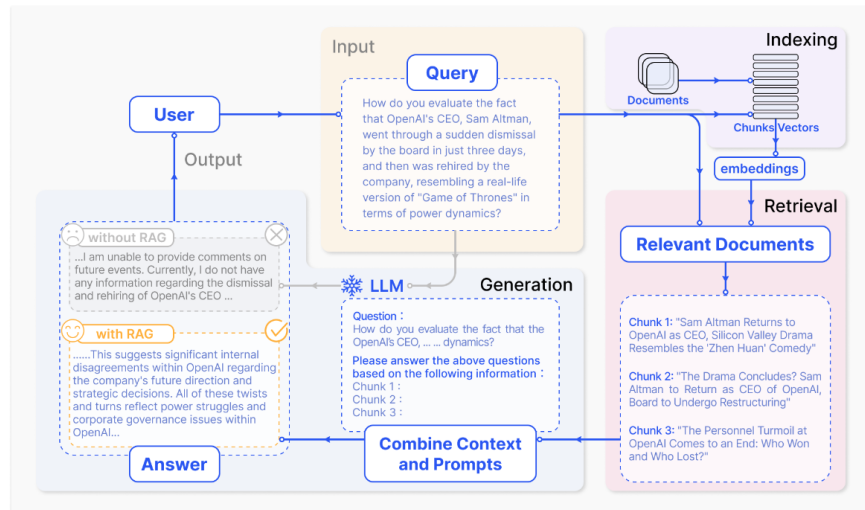 Input
Query
How do you evaluate the fact
that OpenAI's CEO, Sam Altman,
went through a sudden dismissal
by the board in just three days,
and then was rehired by the
company, resembling a real-life
version of "Game of Thrones" in
terms of power dynamics?
Indexing
Documents
Chunks Vectors
embeddings
User
Output
Retrieval
Relevant Documents
Chunk 1: "Sam Altman Returns to
OpenAI as CEO, Silicon Valley Drama
Resembles the 'Zhen Huan' Comedy"
Chunk 2: "The Drama Concludes? Sam
Altman to Return as CEO of OpenAI,
Board to Undergo Restructuring"
Chunk 3: "The Personnel Turmoil at
OpenAI Comes to an End: Who Won
and Who Lost?"
Generation
LLM
Question :
How do you evaluate the fact that the
OpenAI's CEO, ... ... dynamics?
Please answer the above questions
based on the following information :
Chunk 1 :
Chunk 2 :
Chunk 3 :
Combine Context
and Prompts
without RAG
...I am unable to provide comments on
future events. Currently, I do not have
any information regarding the dismissal
and rehiring of OpenAI's CEO ...
with RAG
......This suggests significant internal
disagreements within OpenAI regarding
the company's future direction and
strategic decisions. All of these twists
and turns reflect power struggles and
corporate governance issues within
OpenAI...
Answer